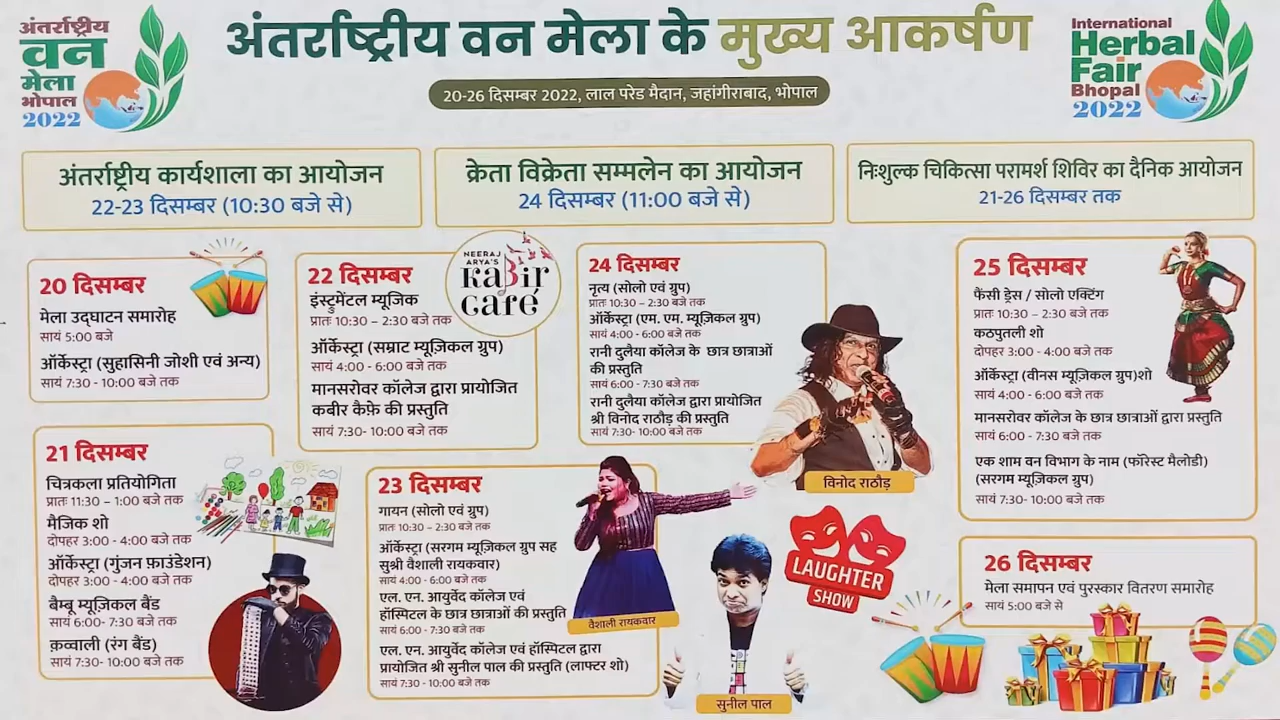 अंतर्राष्ट्रीय
वन
मेला
भोपाल
2022
अंतर्राष्ट्रीय वन मेला के मुख्य आकर्षण
20-26 दिसम्बर 2022, लाल परेड मैदान, जहांगीराबाद, भोपाल
International
Herbal
Fair
Bhopal
2022
अंतर्राष्ट्रीय कार्यशाला का आयोजन
22-23 दिसम्बर (10:30 बजे से)
क्रेता विक्रेता सम्मलेन का आयोजन
24 दिसम्बर (11:00 बजे से)
निःशुल्क चिकित्सा परामर्श शिविर का दैनिक आयोजन
21-26 दिसम्बर तक
20 दिसम्बर
मेला उद्घाटन समारोह
सायं 5:00 बजे
ऑर्केस्ट्रा (सुहासिनी जोशी एवं अन्य)
सायं 7:30 - 10:00 बजे तक
21 दिसम्बर
चित्रकला प्रतियोगिता
प्रातः 11:30 – 1:00 बजे तक
मैजिक शो
दोपहर 3:00 - 4:00 बजे तक
ऑर्केस्ट्रा (गुंजन फ़ाउंडेशन)
दोपहर 3:00 - 4:00 बजे तक
बैम्बू म्यूज़िकल बैंड
सायं 6:00- 7:30 बजे तक
क़व्वाली (रंग बैंड)
सायं 7:30- 10:00 बजे तक
22 दिसम्बर
इंस्ट्रुमेंटल म्यूजिक
प्रातः 10:30 – 2:30 बजे तक
ऑर्केस्ट्रा (सम्राट म्यूज़िकल ग्रुप)
सायं 4:00 - 6:00 बजे तक
मानसरोवर कॉलेज द्वारा प्रायोजित
कबीर कैफ़े की प्रस्तुति
सायं 7:30- 10:00 बजे तक
NEERAJ
ARYA'S
KABIR
CAFÉ
23 दिसम्बर
गायन (सोलो एवं ग्रुप)
प्रातः 10:30 – 2:30 बजे तक
ऑर्केस्ट्रा (सरगम म्यूज़िकल ग्रुप सह
सुश्री वैशाली रायकवार)
सायं 4:00 - 6:00 बजे तक
एल. एन. आयुर्वेद कॉलेज एवं
हॉस्पिटल के छात्र छात्राओं की प्रस्तुति
सायं 6:00 - 7:30 बजे तक
एल. एन. आयुर्वेद कॉलेज एवं हॉस्पिटल द्वारा
प्रायोजित श्री सुनील पाल की प्रस्तुति (लाफ्टर शो)
सायं 7:30 - 10:00 बजे तक
वैशाली रायकवार
24 दिसम्बर
नृत्य (सोलो एवं ग्रुप)
प्रातः 10:30 – 2:30 बजे तक
ऑर्केस्ट्रा (एम. एम. म्यूज़िकल ग्रुप)
सायं 4:00 - 6:00 बजे तक
रानी दुलैया कॉलेज के छात्र छात्राओं
की प्रस्तुति
सायं 6:00 - 7:30 बजे तक
रानी दुलैया कॉलेज द्वारा प्रायोजित
श्री विनोद राठौड़ की प्रस्तुति
सायं 7:30- 10:00 बजे तक
विनोद राठौड़
LAUGHTER
SHOW
सुनील पाल
25 दिसम्बर
फैंसी ड्रेस / सोलो एक्टिंग
प्रातः 10:30 – 2:30 बजे तक
कठपुतली शो
दोपहर 3:00 - 4:00 बजे तक
ऑर्केस्ट्रा (वीनस म्यूज़िकल ग्रुप)शो
सायं 4:00 - 6:00 बजे तक
मानसरोवर कॉलेज के छात्र छात्राओं द्वारा प्रस्तुति
सायं 6:00 - 7:30 बजे तक
एक शाम वन विभाग के नाम (फॉरेस्ट मैलोडी)
(सरगम म्यूज़िकल ग्रुप)
सायं 7:30- 10:00 बजे तक
26 दिसम्बर
मेला समापन एवं पुरस्कार वितरण समारोह
सायं 5:00 बजे से